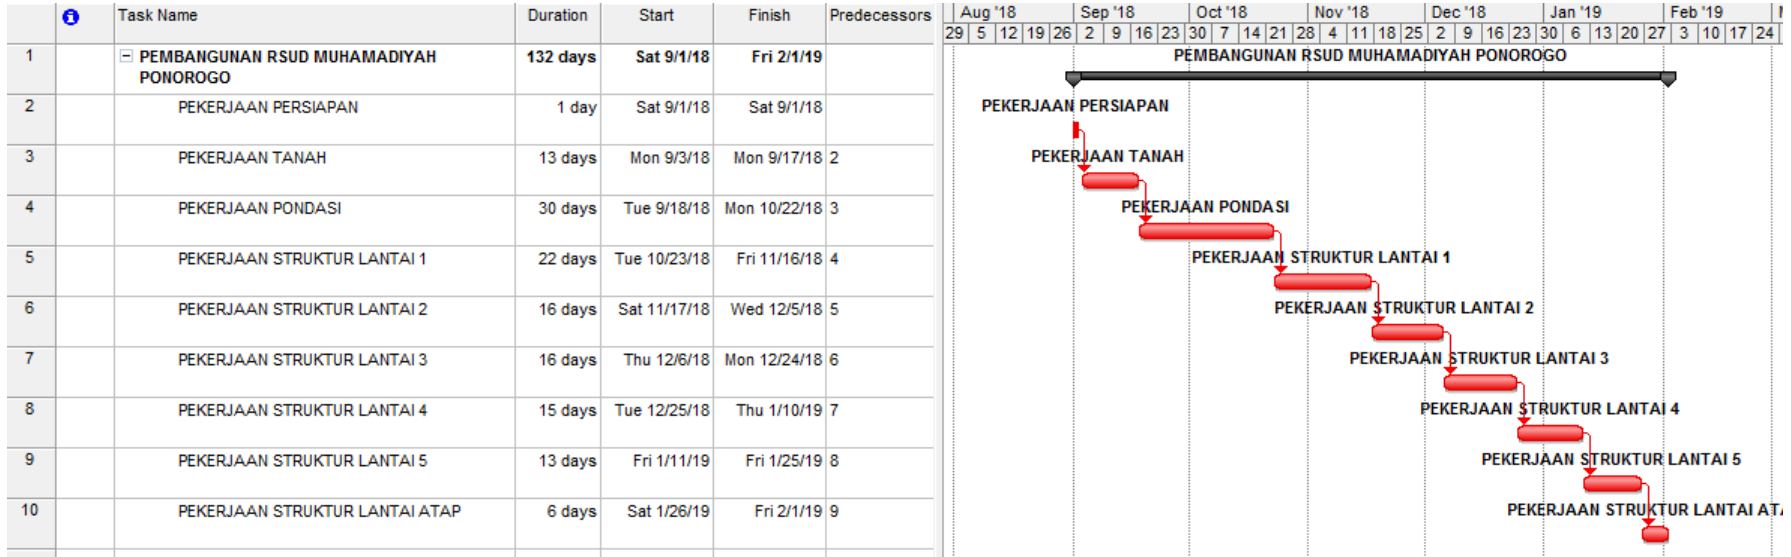 Task Name Duration Start Finish Predecessors
Aug '18 Sep '18 Oct '18 Nov '18 Dec '18 Jan '19 Feb '19
29 5 12 19 26 2 9 16 23 30 7 14 21 28 4 11 18 25 2 9 16 23 30 6 13 20 27 3 10 17 24
1 PEMBANGUNAN RSUD MUHAMADIYAH 132 days Sat 9/1/18 Fri 2/1/19
PONOROGO
PEMBANGUNAN RSUD MUHAMADIYAH PONOROGO
2 PEKERJAAN PERSIAPAN 1 day Sat 9/1/18 Sat 9/1/18
PEKERJAAN PERSIAPAN
3 PEKERJAAN TANAH 13 days Mon 9/3/18 Mon 9/17/18 2
PEKERJAAN TANAH
4 PEKERJAAN PONDASI 30 days Tue 9/18/18 Mon 10/22/18 3
PEKERJAAN PONDASI
5 PEKERJAAN STRUKTUR LANTAI 1 22 days Tue 10/23/18 Fri 11/16/18 4
PEKERJAAN STRUKTUR LANTAI 1
6 PEKERJAAN STRUKTUR LANTAI 2 16 days Sat 11/17/18 Wed 12/5/18 5
PEKERJAAN STRUKTUR LANTAI 2
7 PEKERJAAN STRUKTUR LANTAI 3 16 days Thu 12/6/18 Mon 12/24/18 6
PEKERJAAN STRUKTUR LANTAI 3
8 PEKERJAAN STRUKTUR LANTAI 4 15 days Tue 12/25/18 Thu 1/10/19 7
PEKERJAAN STRUKTUR LANTAI 4
9 PEKERJAAN STRUKTUR LANTAI 5 13 days Fri 1/11/19 Fri 1/25/19 8
PEKERJAAN STRUKTUR LANTAI 5
10 PEKERJAAN STRUKTUR LANTAI ATAP 6 days Sat 1/26/19 Fri 2/1/19 9
PEKERJAAN STRUKTUR LANTAI